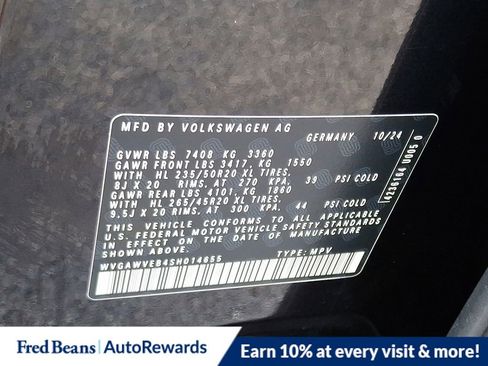 MFD BY VOLKSWAGEN AG
GERMANY 10/24
GVWR LBS 7408 KG 3360
GAWR FRONT LBS 3417 KG 1550
WITH HL 235/50R20 XL TIRES,
8J X 20 RIMS, AT 270 KPA, 39 PSI COLD
GAWR REAR LBS 4101 KG 1860
WITH HL 265/45R20 XL TIRES,
9.5J X 20 RIMS, AT 300 KPA, 44 PSI COLD
THIS VEHICLE CONFORMS TO ALL APPLICABLE
U.S. FEDERAL MOTOR VEHICLE SAFETY STANDARDS
IN EFFECT ON THE DATE OF MANUFACTURE
SHOWN ABOVE.
WVGAWVEB4SH014655 TYPE: MPV
4236164 U005 0
Fred Beans AutoRewards
Earn 10% at every visit & more!